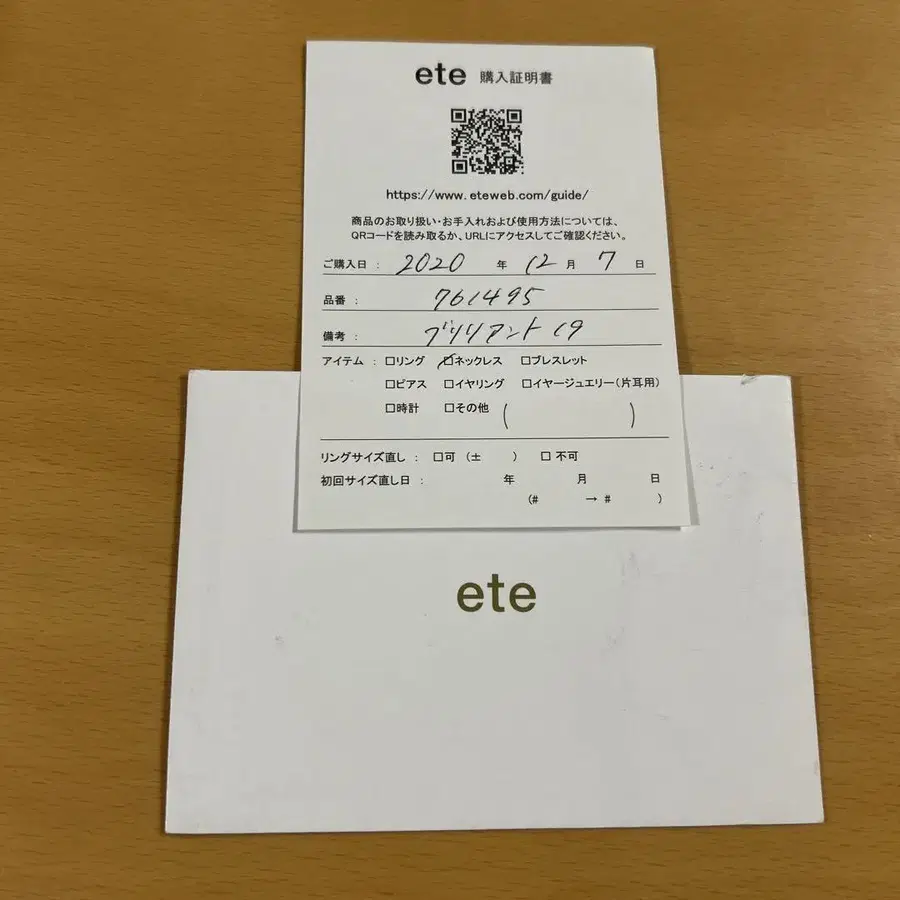 ete 購入証明書
https://www.eteweb.com/guide/
商品のお取り扱い・お手入れおよび使用方法については、
QRコードを読み取るか、URLにアクセスしてご確認ください。
ご購入日 : 2020 年 12 月 7 日
品番 : 761495
備考 : ブリリアント 19
アイテム : □リング ☑ネックレス □ブレスレット
□ピアス □イヤリング □イヤージュエリー(片耳用)
□時計 □その他 ( )
リングサイズ直し : □可 (± ) □不可
初回サイズ直し日 : 年 月 日
(# → # )
ete